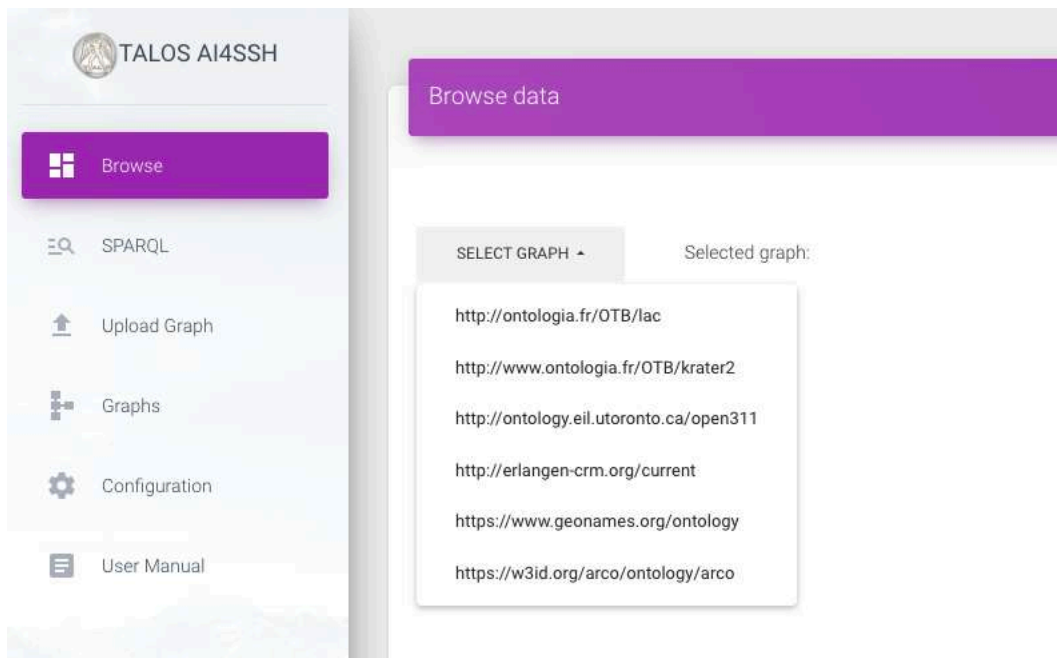 TALOS AI4SSH
Browse
SPARQL
Upload Graph
Graphs
Configuration
User Manual
Browse data
SELECT GRAPH
Selected graph:
http://ontologia.fr/OTB/lac
http://www.ontologia.fr/OTB/krater2
http://ontology.eil.utoronto.ca/open311
http://erlangen-crm.org/current
https://www.geonames.org/ontology
https://w3id.org/arco/ontology/arco